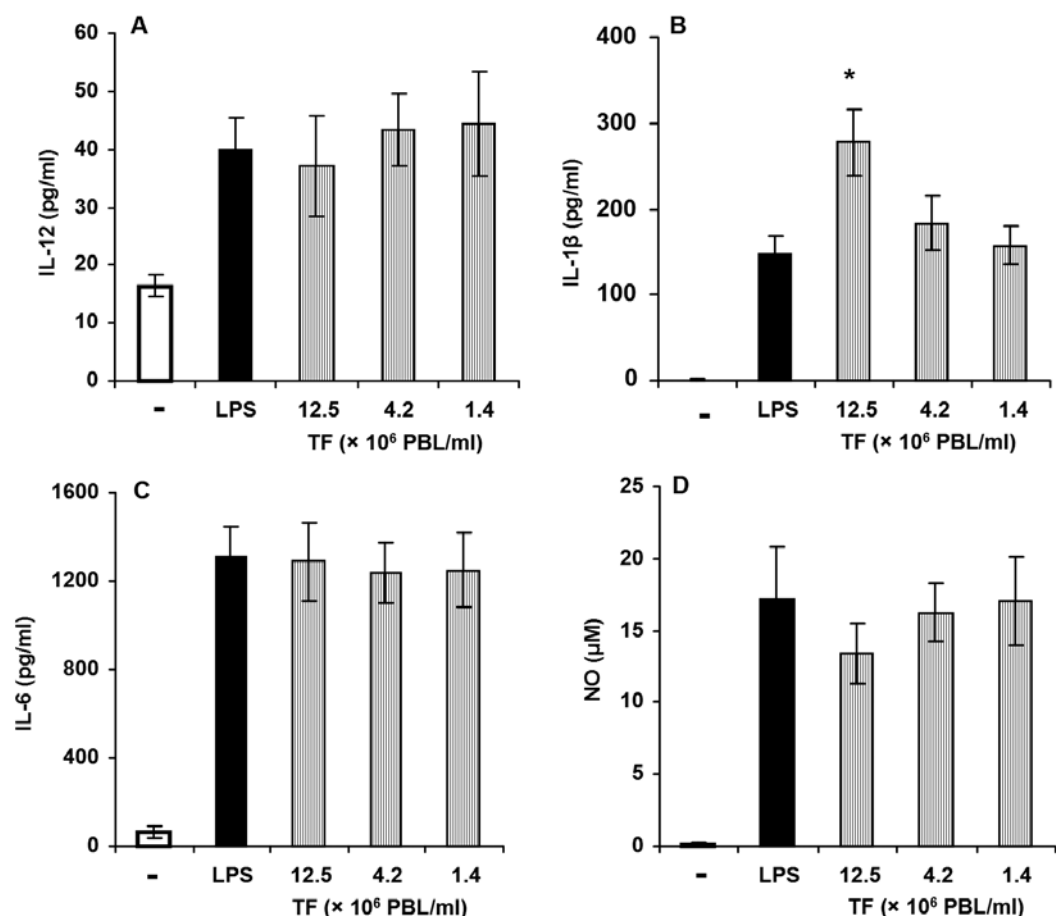 A
IL-12 (pg/ml)
60
50
40
30
20
10
0
- LPS 12.5 4.2 1.4
TF (× 10⁶ PBL/ml)
B
IL-1β (pg/ml)
400
300
200
100
0
*
- LPS 12.5 4.2 1.4
TF (× 10⁶ PBL/ml)
C
IL-6 (pg/ml)
1600
1200
800
400
0
- LPS 12.5 4.2 1.4
TF (× 10⁶ PBL/ml)
D
NO (µM)
25
20
15
10
5
0
- LPS 12.5 4.2 1.4
TF (× 10⁶ PBL/ml)